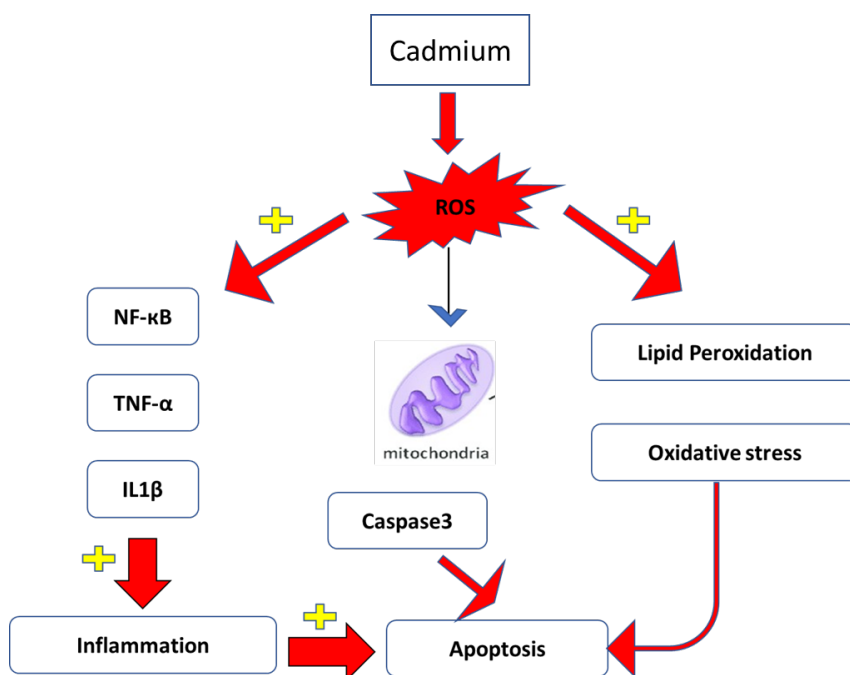 Cadmium
ROS
NF-κB
TNF-α
IL1β
Inflammation
mitochondria
Caspase3
Apoptosis
Lipid Peroxidation
Oxidative stress